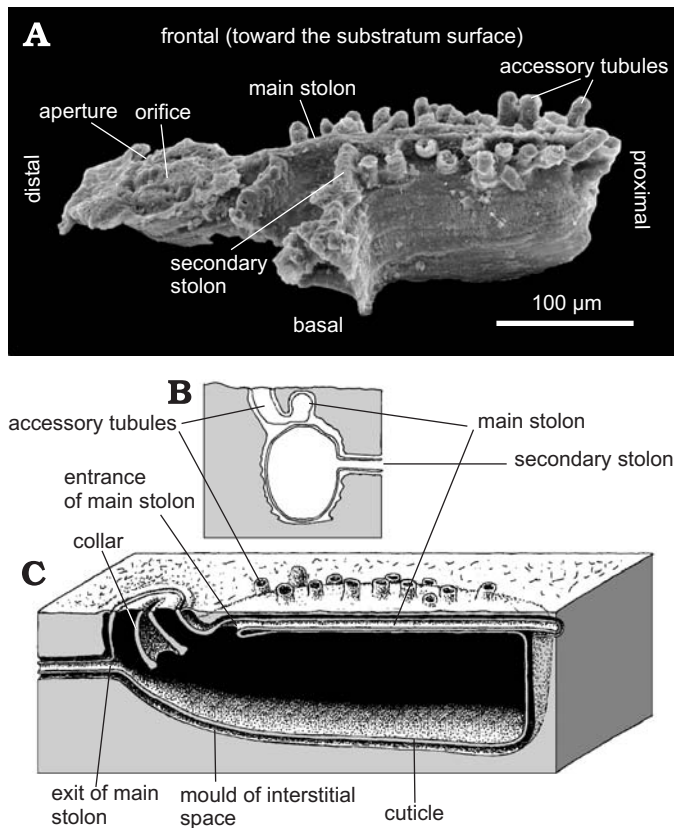 A
frontal (toward the substratum surface)
accessory tubules
main stolon
aperture
orifice
distal
proximal
secondary
stolon
100 µm
basal
B
accessory tubules
main stolon
secondary stolon
entrance
of main stolon
collar
C
exit of main
stolon
mould of interstitial
space
cuticle